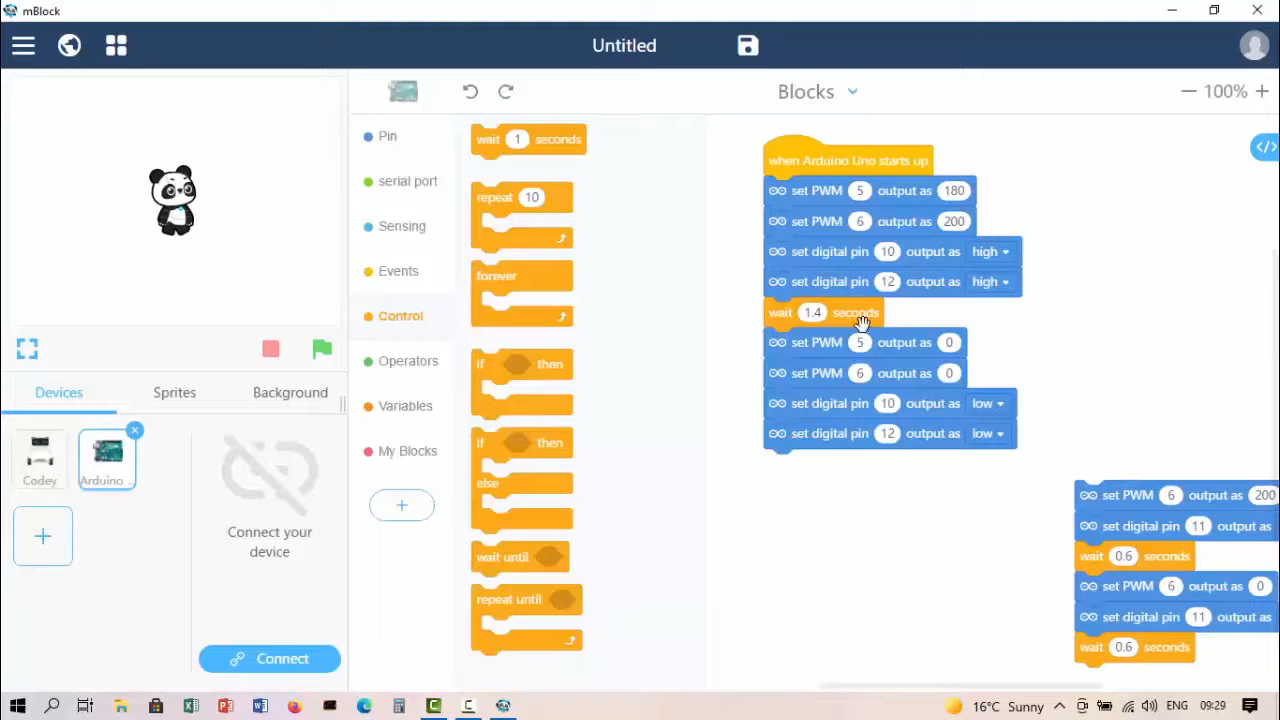 mBlock
Untitled
Blocks
100%
Pin
serial port
Sensing
Events
Control
Operators
Variables
My Blocks
wait 1 seconds
repeat 10
forever
if then
if then
else
wait until
repeat until
when Arduino Uno starts up
set PWM 5 output as 180
set PWM 6 output as 200
set digital pin 10 output as high
set digital pin 12 output as high
wait 1.4 seconds
set PWM 5 output as 0
set PWM 6 output as 0
set digital pin 10 output as low
set digital pin 12 output as low
set PWM 6 output as 200
set digital pin 11 output as
wait 0.6 seconds
set PWM 6 output as 0
set digital pin 11 output as
wait 0.6 seconds
Devices Sprites Background
Codey
Arduino ..
Connect your
device
Connect
16°C Sunny
ENG
09:29